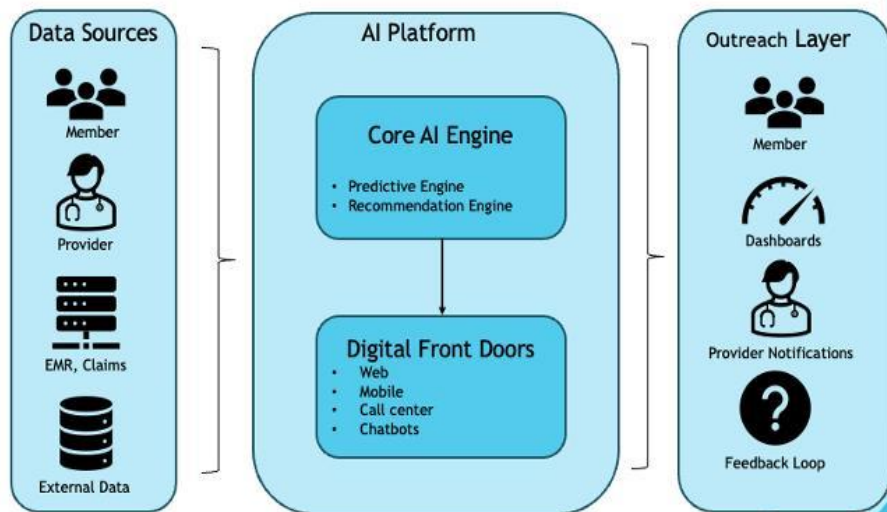 Data Sources
Member
Provider
EMR, Claims
External Data
AI Platform
Core AI Engine
• Predictive Engine
• Recommendation Engine
Digital Front Doors
• Web
• Mobile
• Call center
• Chatbots
Outreach Layer
Member
Dashboards
Provider Notifications
?
Feedback Loop